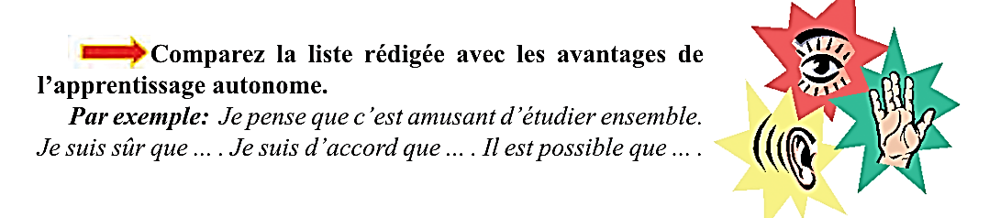 Comparez la liste rédigée avec les avantages de
l’apprentissage autonome.
Par exemple: Je pense que c’est amusant d’étudier ensemble.
Je suis sûr que ... . Je suis d’accord que ... . Il est possible que ... .